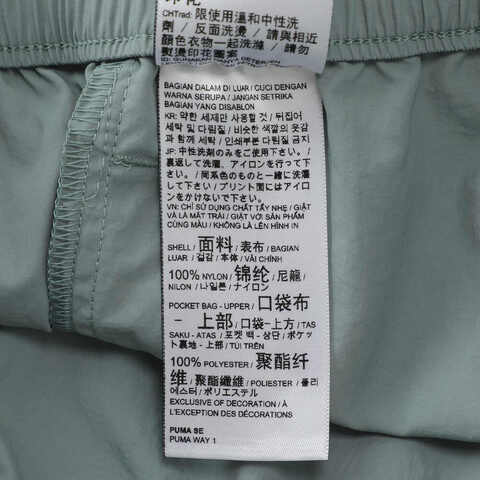 CHTrad: 限使用溫和中性洗
劑 / 反面洗燙 / 請與相近
顏色衣物一起洗滌 / 請勿
熨燙印花圖案
BAGIAN DALAM DI LUAR / CUCI DENGAN
WARNA SERUPA / JANGAN SETRIKA
BAGIAN YANG DISABLON
KR: 약한 세제만 사용할 것 / 뒤집어
세탁 및 다림질 / 비슷한 색깔의 옷감
과 함께 세탁 / 인쇄부분 다림질 금지
JP: 中性洗剤のみをご使用下さい。 /
裏返して洗濯、アイロンを行って下さ
い。 / 同系色のものと一緒に洗濯
して下さい / プリント面にはアイロ
ンをかけないで下さい。
VN: CHỈ SỬ DỤNG CHẤT TẨY NHẸ / GIẶT
VÀ LÀ MẶT TRÁI / GIẶT VỚI SẢN PHẨM
CÙNG MÀU / KHÔNG LÀ LÊN HÌNH IN
SHELL / 面料 / 表布 / BAGIAN
LUAR / 겉감 / 本体 / VẢI CHÍNH
100% NYLON / 锦纶 / 尼龍 /
NILON / 나일론 / ナイロン
POCKET BAG - UPPER / 口袋布
- 上部 / 口袋-上方 / TAS
SAKU - ATAS / 포켓 백 - 상단 / ポケッ
ト裏地 - 上部 / TÚI TRÊN
100% POLYESTER / 聚酯纤
维 / 聚酯纖維 / POLIESTER / 폴리
에스터 / ポリエステル
EXCLUSIVE OF DECORATION /
A L'EXCEPTION DES DÉCORATIONS
PUMA SE
PUMA WAY 1